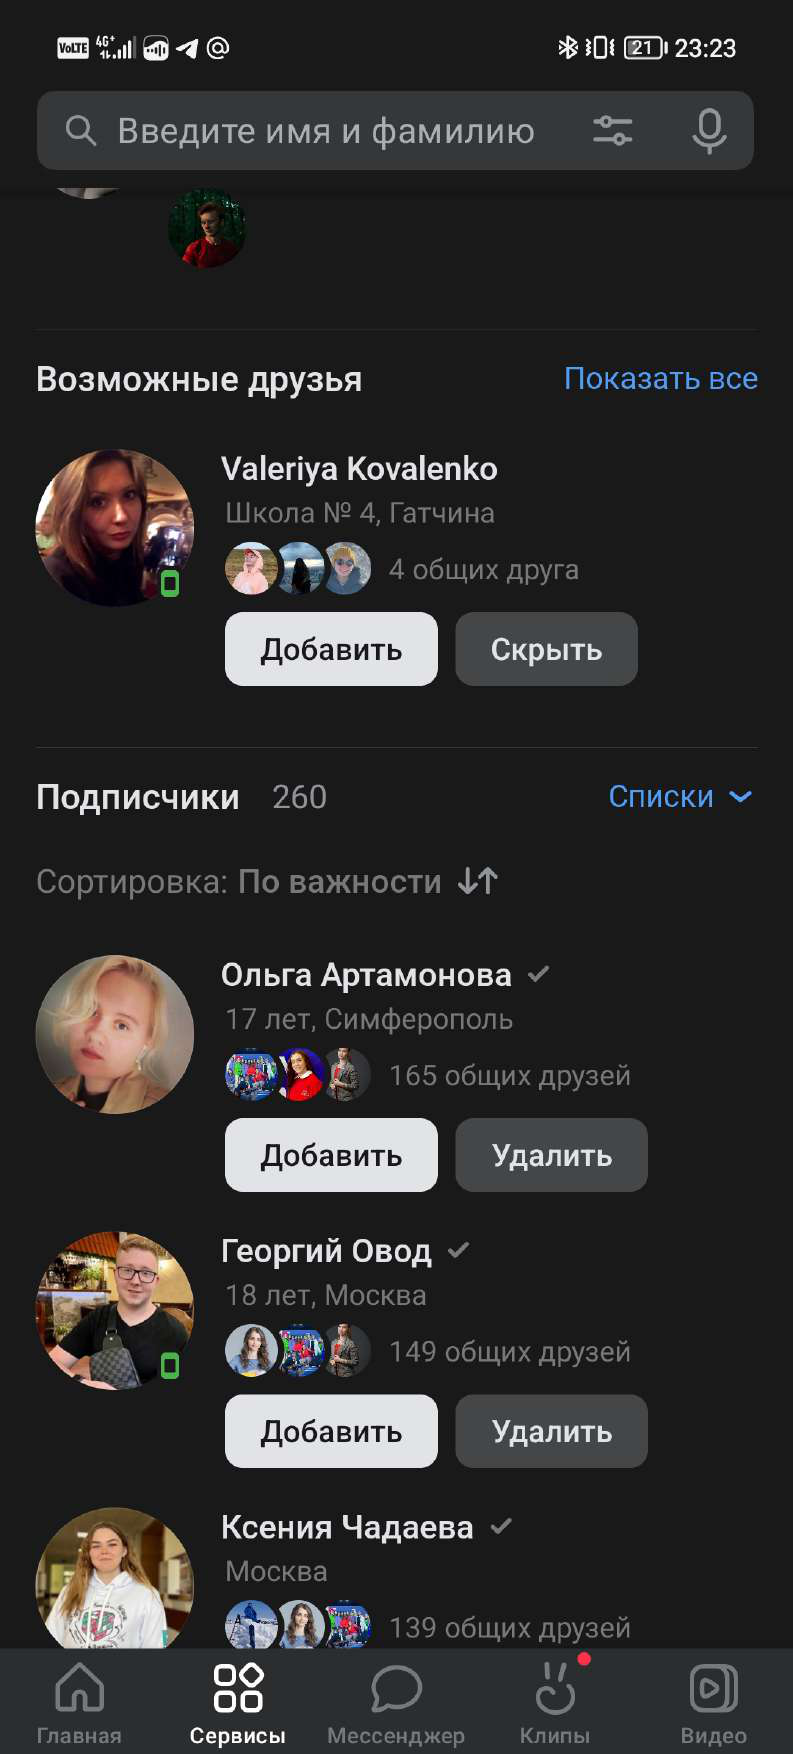 VoLTE 4G+ 21 23:23
Введите имя и фамилию
Возможные друзья Показать все
Valeriya Kovalenko
Школа № 4, Гатчина
4 общих друга
Добавить Скрыть
Подписчики 260 Списки
Сортировка: По важности
Ольга Артамонова
17 лет, Симферополь
165 общих друзей
Добавить Удалить
Георгий Овод
18 лет, Москва
149 общих друзей
Добавить Удалить
Ксения Чадаева
Москва
139 общих друзей
Главная Сервисы Мессенджер Клипы Видео